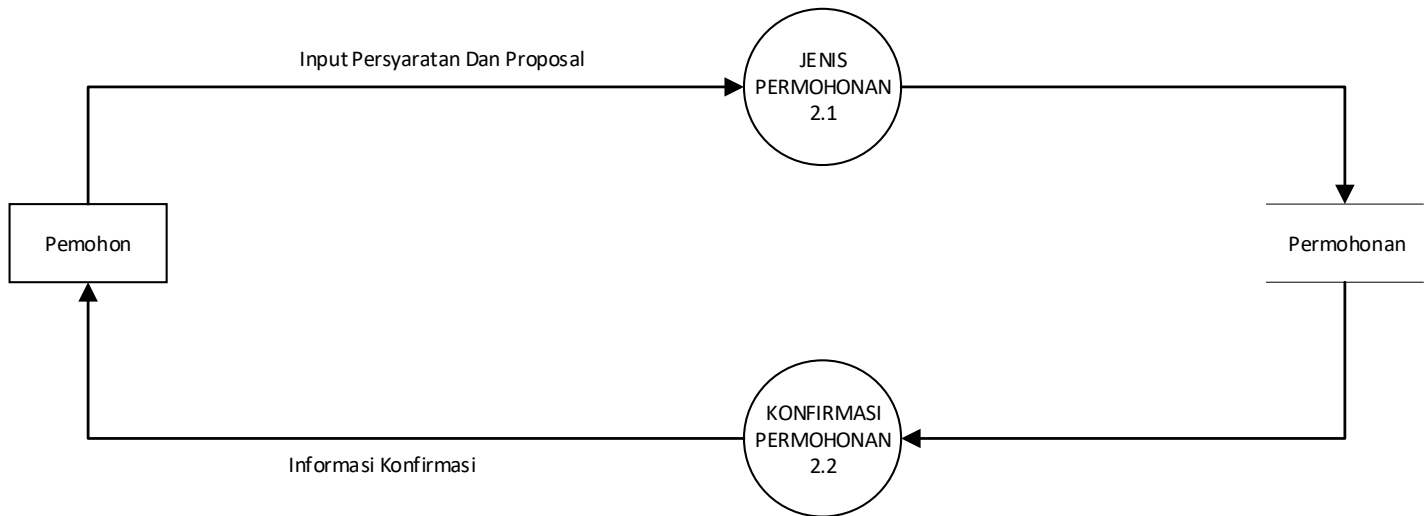 Input Persyaratan Dan Proposal
JENIS
PERMOHONAN
2.1
Pemohon
Permohonan
KONFIRMASI
PERMOHONAN
2.2
Informasi Konfirmasi